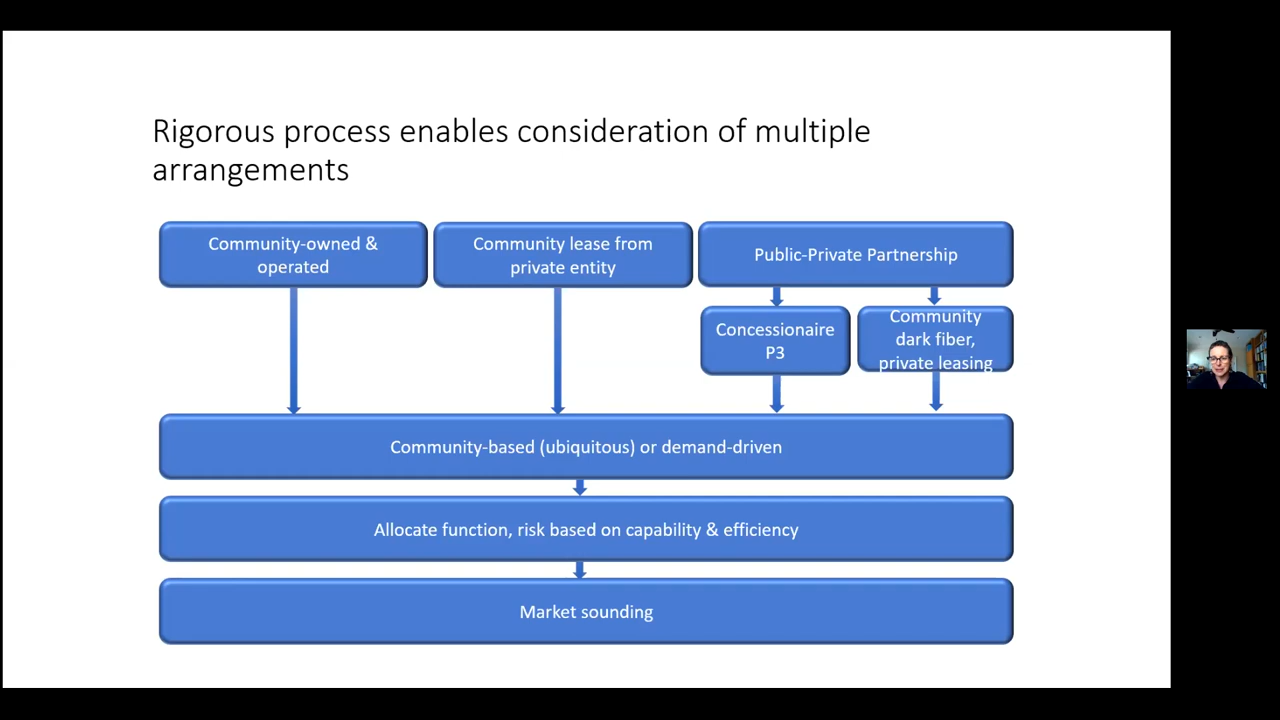 Rigorous process enables consideration of multiple
arrangements
Community-owned &
operated
Community lease from
private entity
Public-Private Partnership
Concessionaire
P3
Community
dark fiber,
private leasing
Community-based (ubiquitous) or demand-driven
Allocate function, risk based on capability & efficiency
Market sounding